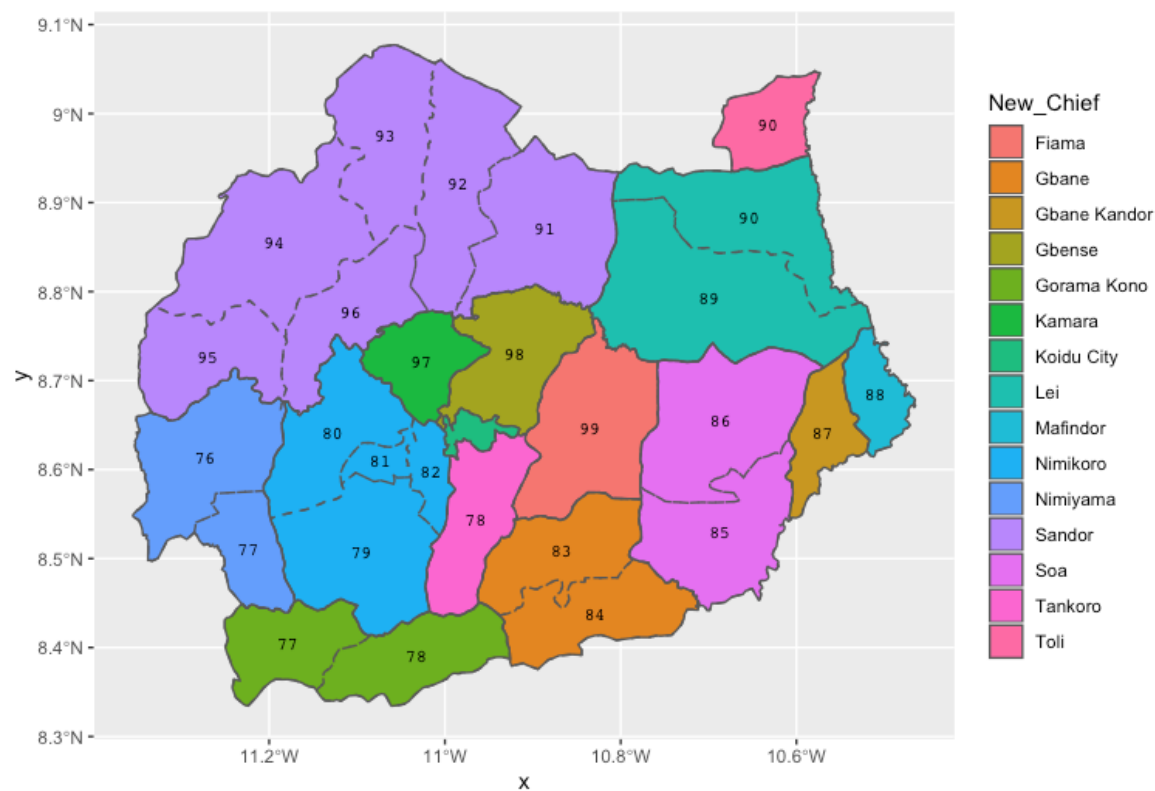 9.1°N
9°N
8.9°N
8.8°N
8.7°N
8.6°N
8.5°N
8.4°N
8.3°N
y
11.2°W
11°W
10.8°W
10.6°W
x
90
93
92
90
91
94
89
96
95
97
98
88
86
87
99
80
76
81
82
78
85
77
79
83
84
77
78
New_Chief
Fiama
Gbane
Gbane Kandor
Gbense
Gorama Kono
Kamara
Koidu City
Lei
Mafindor
Nimikoro
Nimiyama
Sandor
Soa
Tankoro
Toli